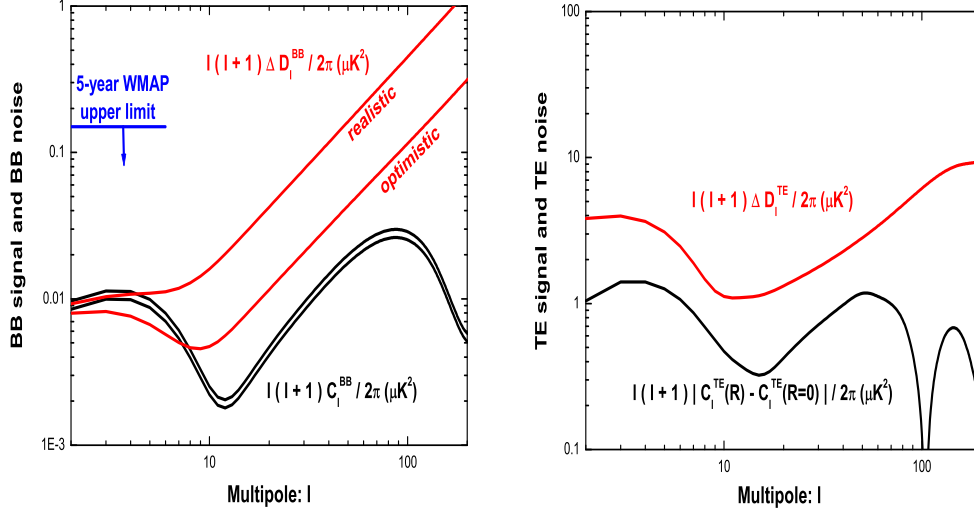 1
0.1
0.01
1E-3
BB signal and BB noise
5-year WMAP
upper limit
l ( l + 1 ) Δ D_l^BB / 2π (μK²)
realistic
optimistic
l ( l + 1 ) C_l^BB / 2π (μK²)
10
100
Multipole: l
100
10
1
0.1
TE signal and TE noise
l ( l + 1 ) Δ D_l^TE / 2π (μK²)
l ( l + 1 ) | C_l^TE(R) - C_l^TE(R=0) | / 2π (μK²)
10
100
Multipole: l